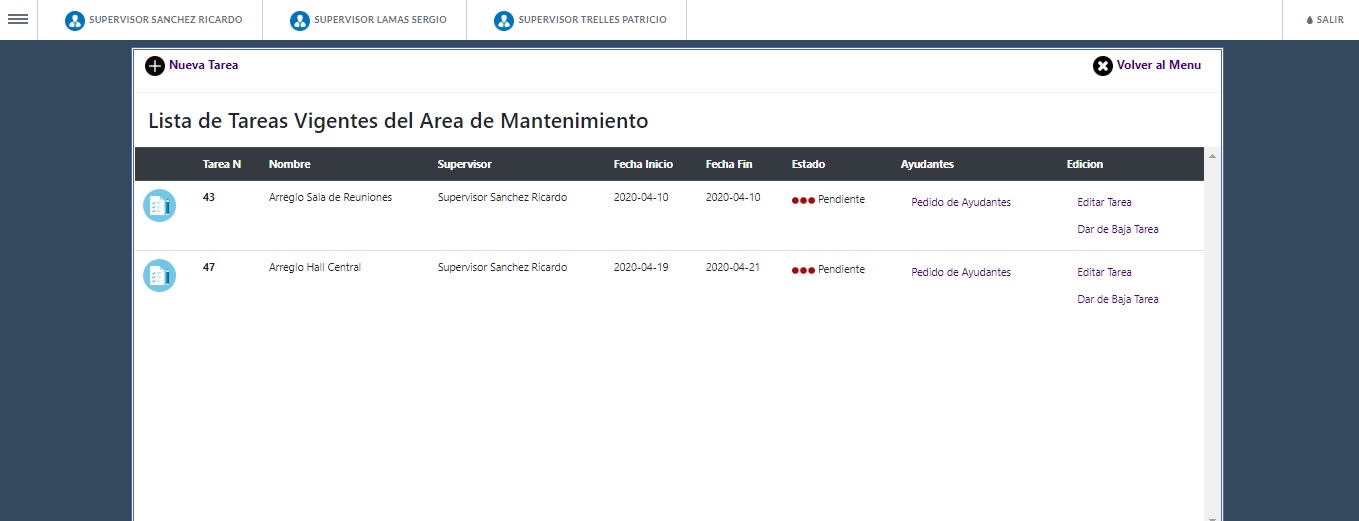 SUPERVISOR SANCHEZ RICARDO SUPERVISOR LAMAS SERGIO SUPERVISOR TRELLES PATRICIO SALIR
Nueva Tarea Volver al Menu
Lista de Tareas Vigentes del Area de Mantenimiento
Tarea N Nombre Supervisor Fecha Inicio Fecha Fin Estado Ayudantes Edicion
43 Arreglo Sala de Reuniones Supervisor Sanchez Ricardo 2020-04-10 2020-04-10 Pendiente Pedido de Ayudantes Editar Tarea
Dar de Baja Tarea
47 Arreglo Hall Central Supervisor Sanchez Ricardo 2020-04-19 2020-04-21 Pendiente Pedido de Ayudantes Editar Tarea
Dar de Baja Tarea